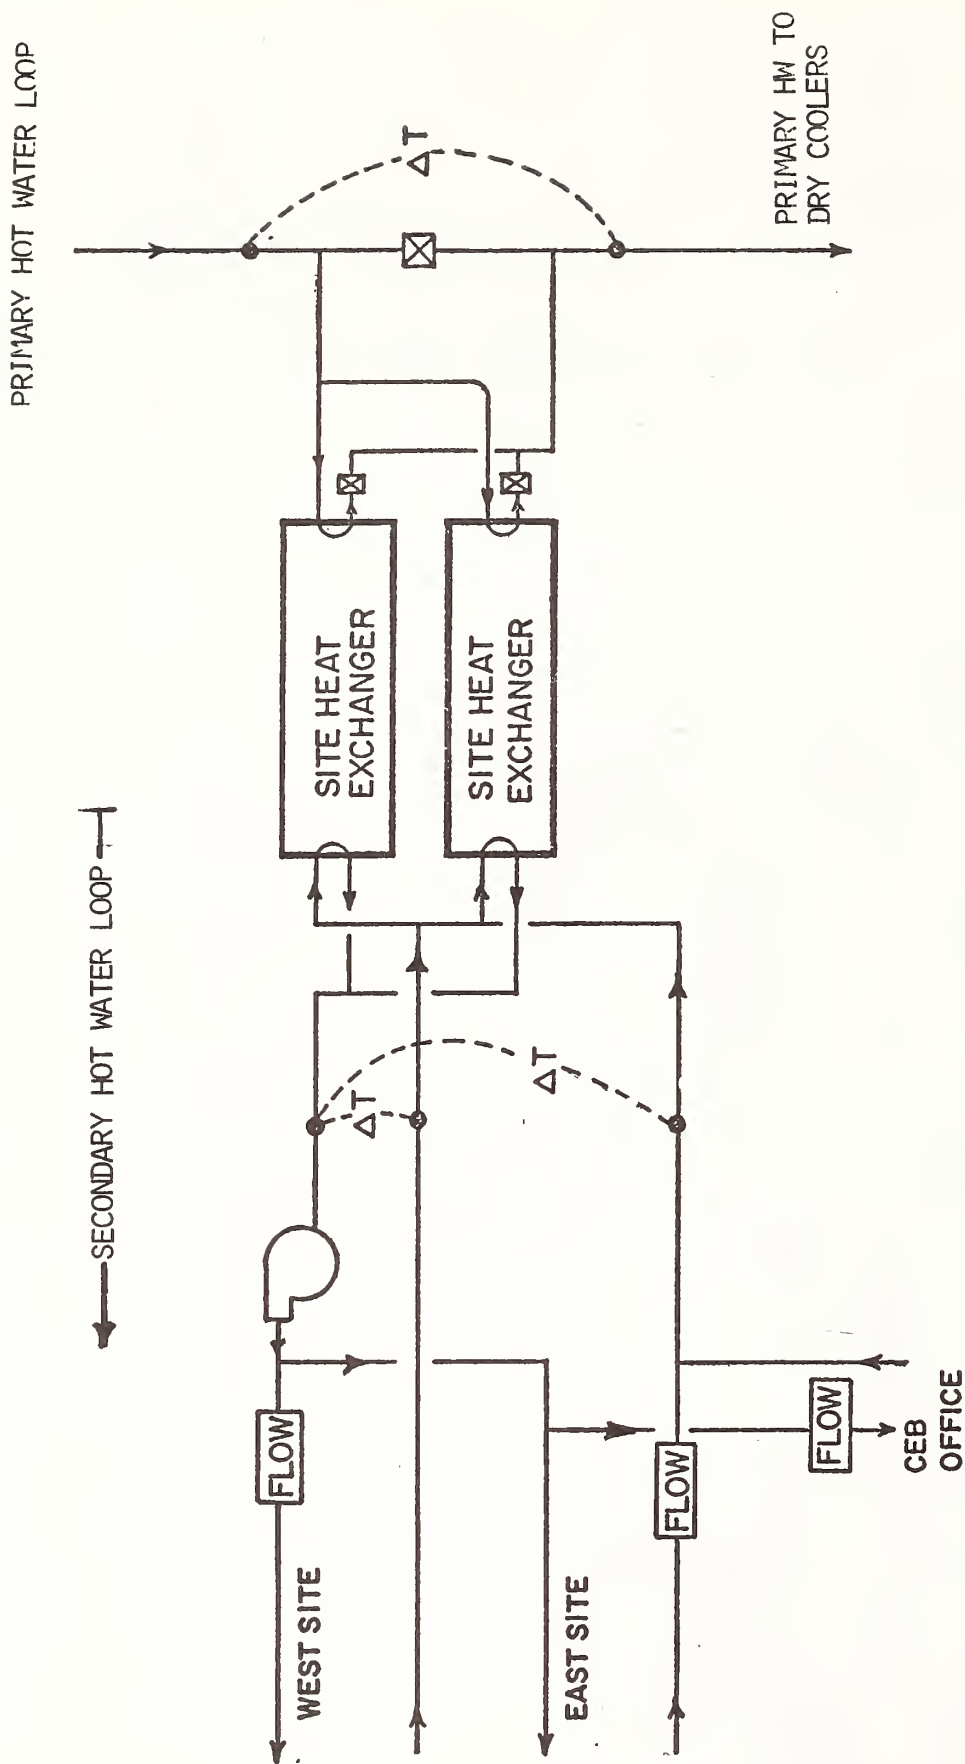 PRIMARY HOT WATER LOOP
SECONDARY HOT WATER LOOP
ΔT
PRIMARY HW TO
DRY COOLERS
SITE HEAT
EXCHANGER
SITE HEAT
EXCHANGER
ΔT
ΔT
FLOW
WEST SITE
EAST SITE
FLOW
FLOW
CEB
OFFICE